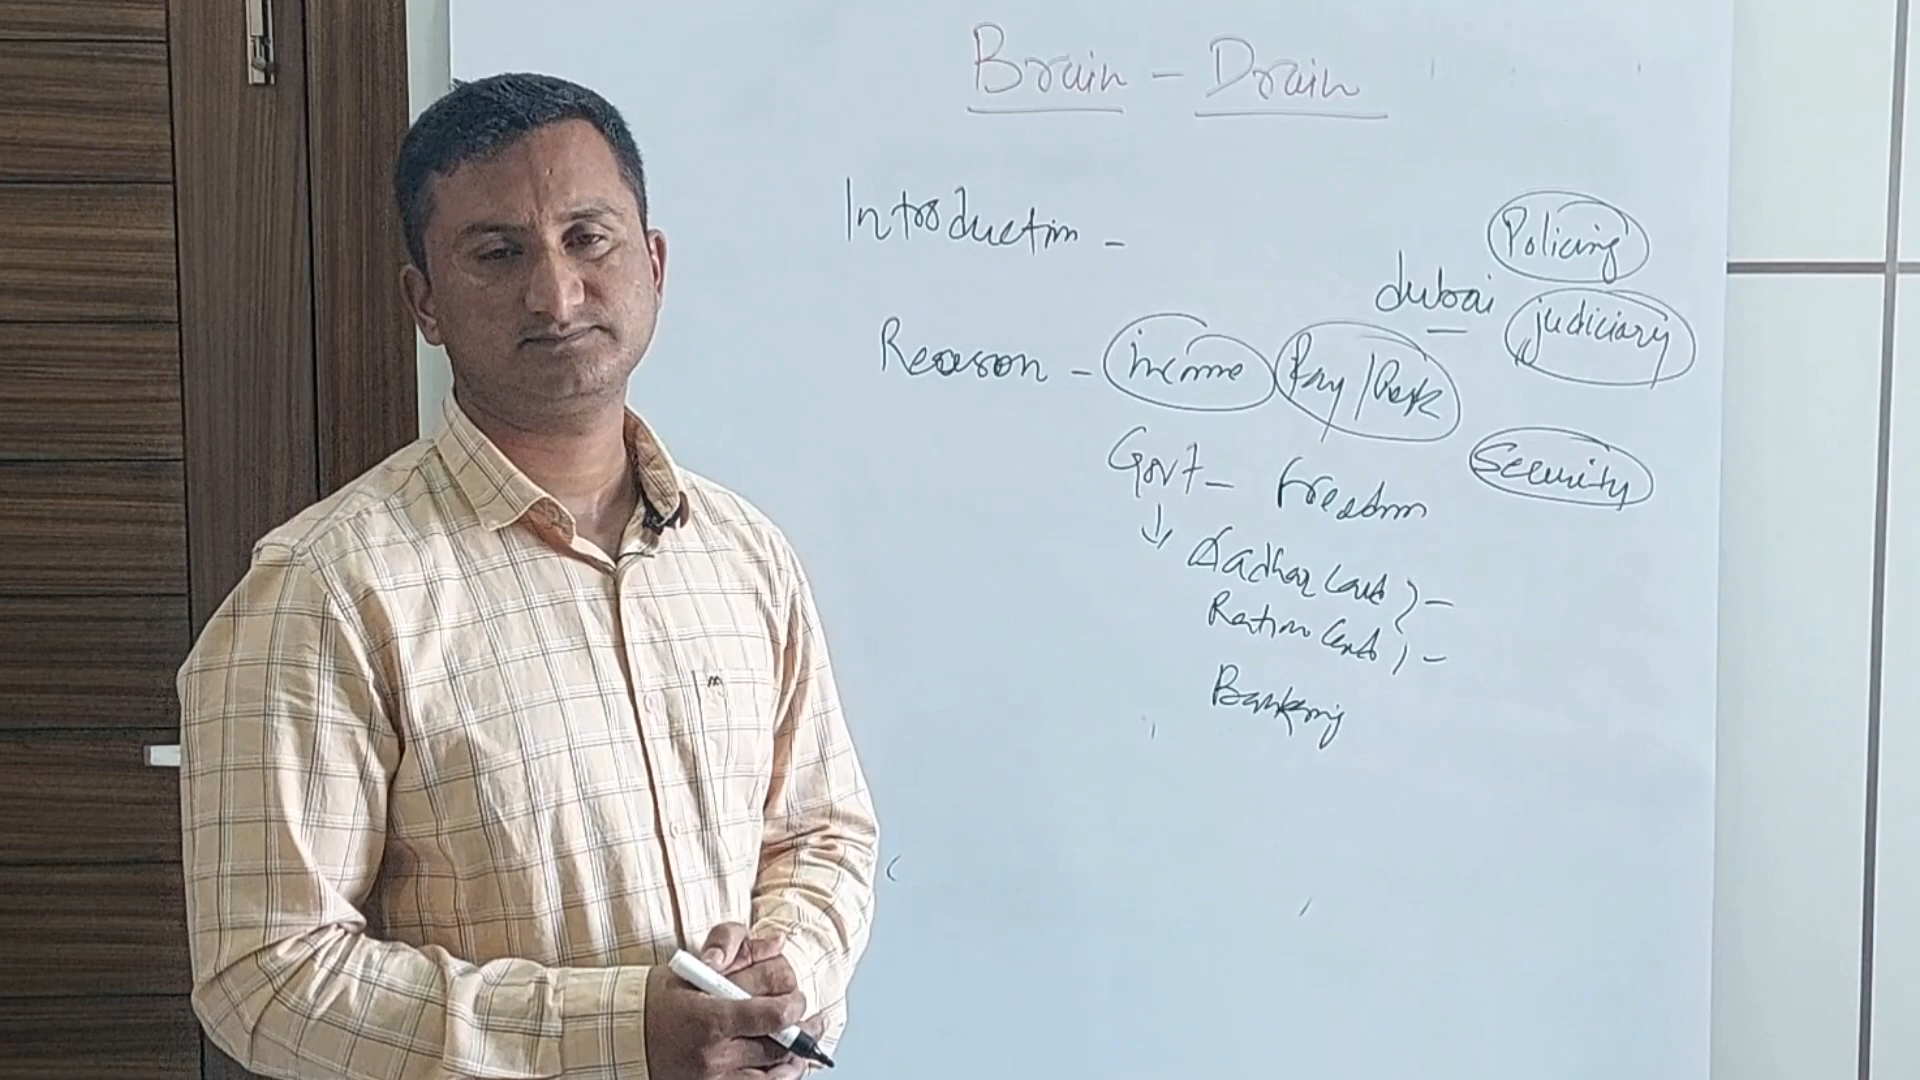 Brain - Drain
Introduction -
Policing
dubai
judiciary
Reason - income Pay/Perk
Security
Govt - Freedom
↓ Aadhar Card } -
Ration Card } -
Banking